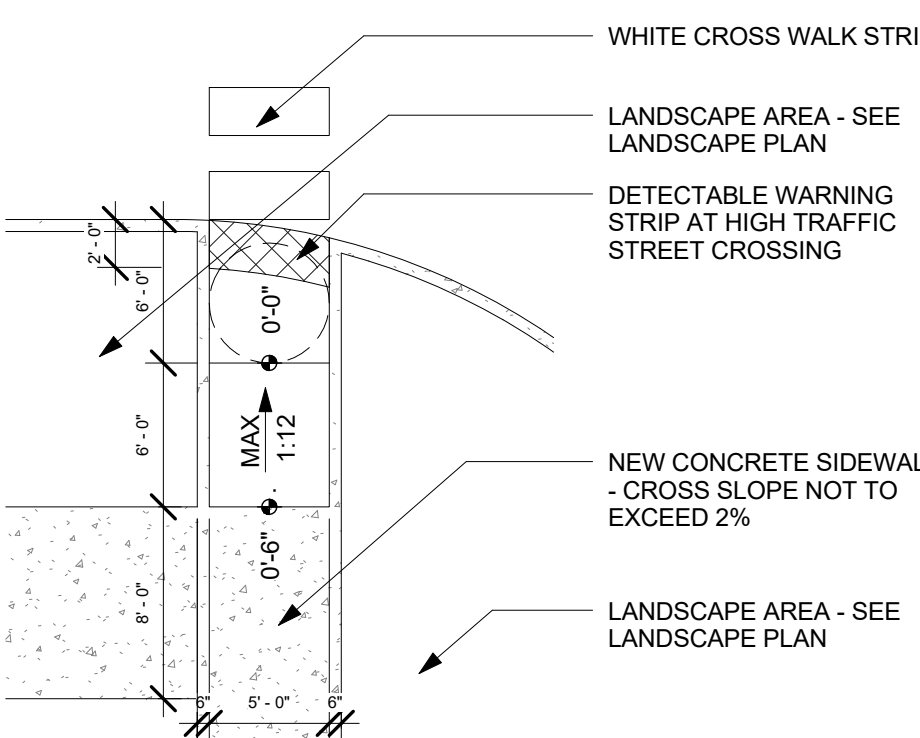 WHITE CROSS WALK STRI
LANDSCAPE AREA - SEE
LANDSCAPE PLAN
DETECTABLE WARNING
STRIP AT HIGH TRAFFIC
STREET CROSSING
2' - 0"
6' - 0"
0'-0"
6' - 0"
MAX
1:12
NEW CONCRETE SIDEWAL
- CROSS SLOPE NOT TO
EXCEED 2%
0'-6"
8' - 0"
LANDSCAPE AREA - SEE
LANDSCAPE PLAN
6" 5' - 0" 6"